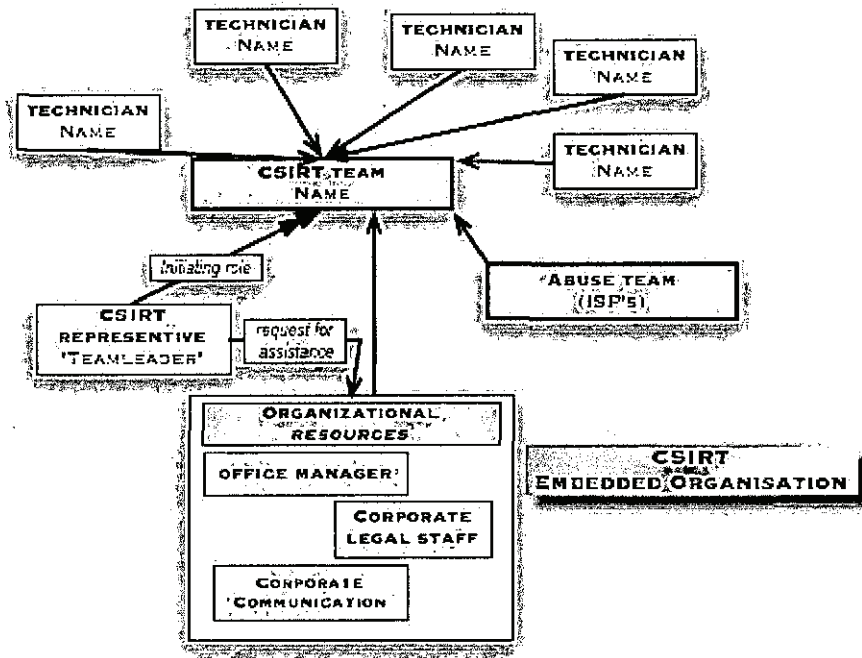 TECHNICIAN
NAME
TECHNICIAN
NAME
TECHNICIAN
NAME
TECHNICIAN
NAME
TECHNICIAN
NAME
CSIRT TEAM
NAME
Initiating role
ABUSE TEAM
(ISP's)
CSIRT
REPRESENTIVE
'TEAMLEADER'
request for
assistance
ORGANIZATIONAL
RESOURCES
OFFICE MANAGER
CORPORATE
LEGAL STAFF
CORPORATE
COMMUNICATION
CSIRT
EMBEDDED ORGANISATION